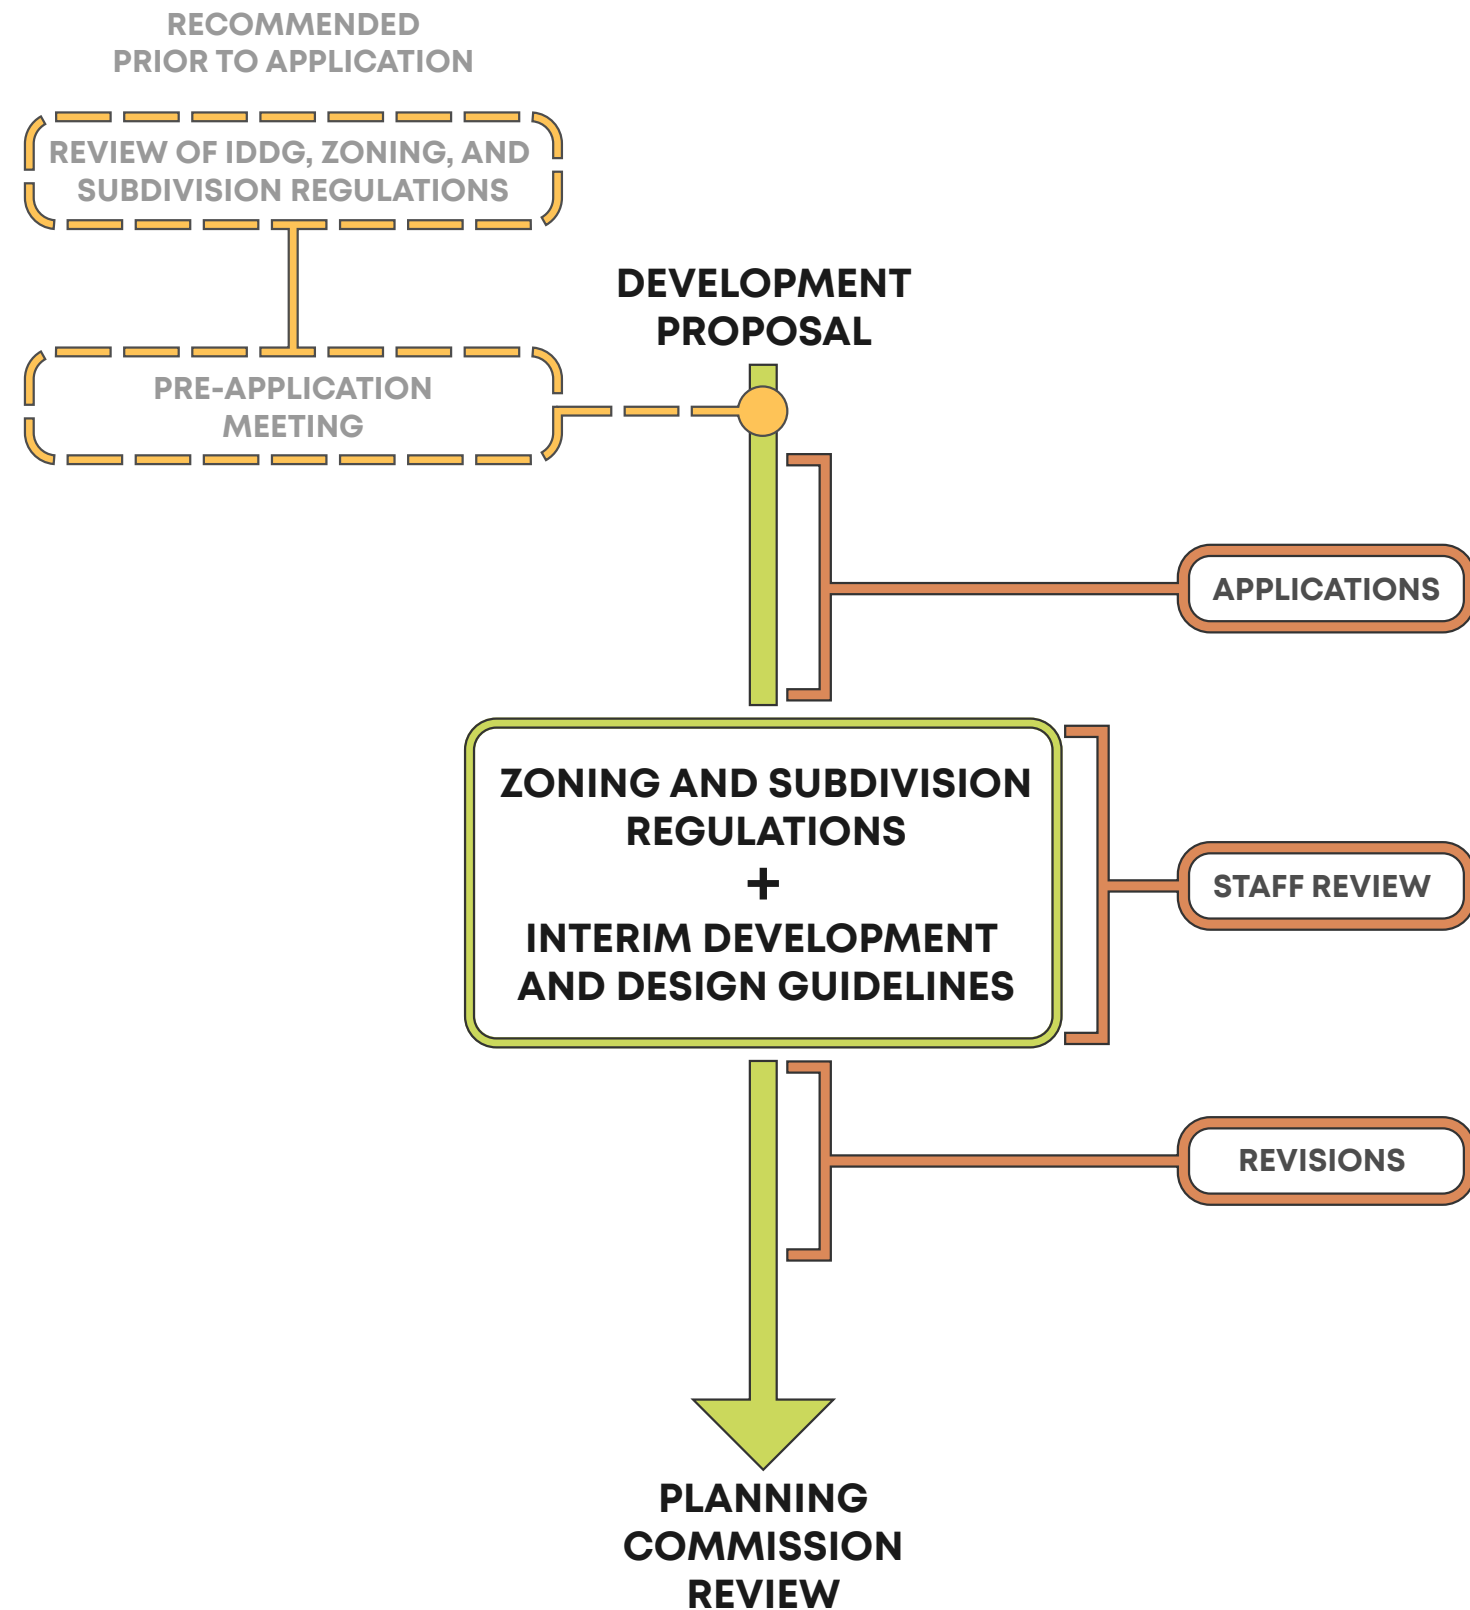 RECOMMENDED
PRIOR TO APPLICATION
REVIEW OF IDDG, ZONING, AND
SUBDIVISION REGULATIONS
PRE-APPLICATION
MEETING
DEVELOPMENT
PROPOSAL
APPLICATIONS
ZONING AND SUBDIVISION
REGULATIONS
+
INTERIM DEVELOPMENT
AND DESIGN GUIDELINES
STAFF REVIEW
REVISIONS
PLANNING
COMMISSION
REVIEW